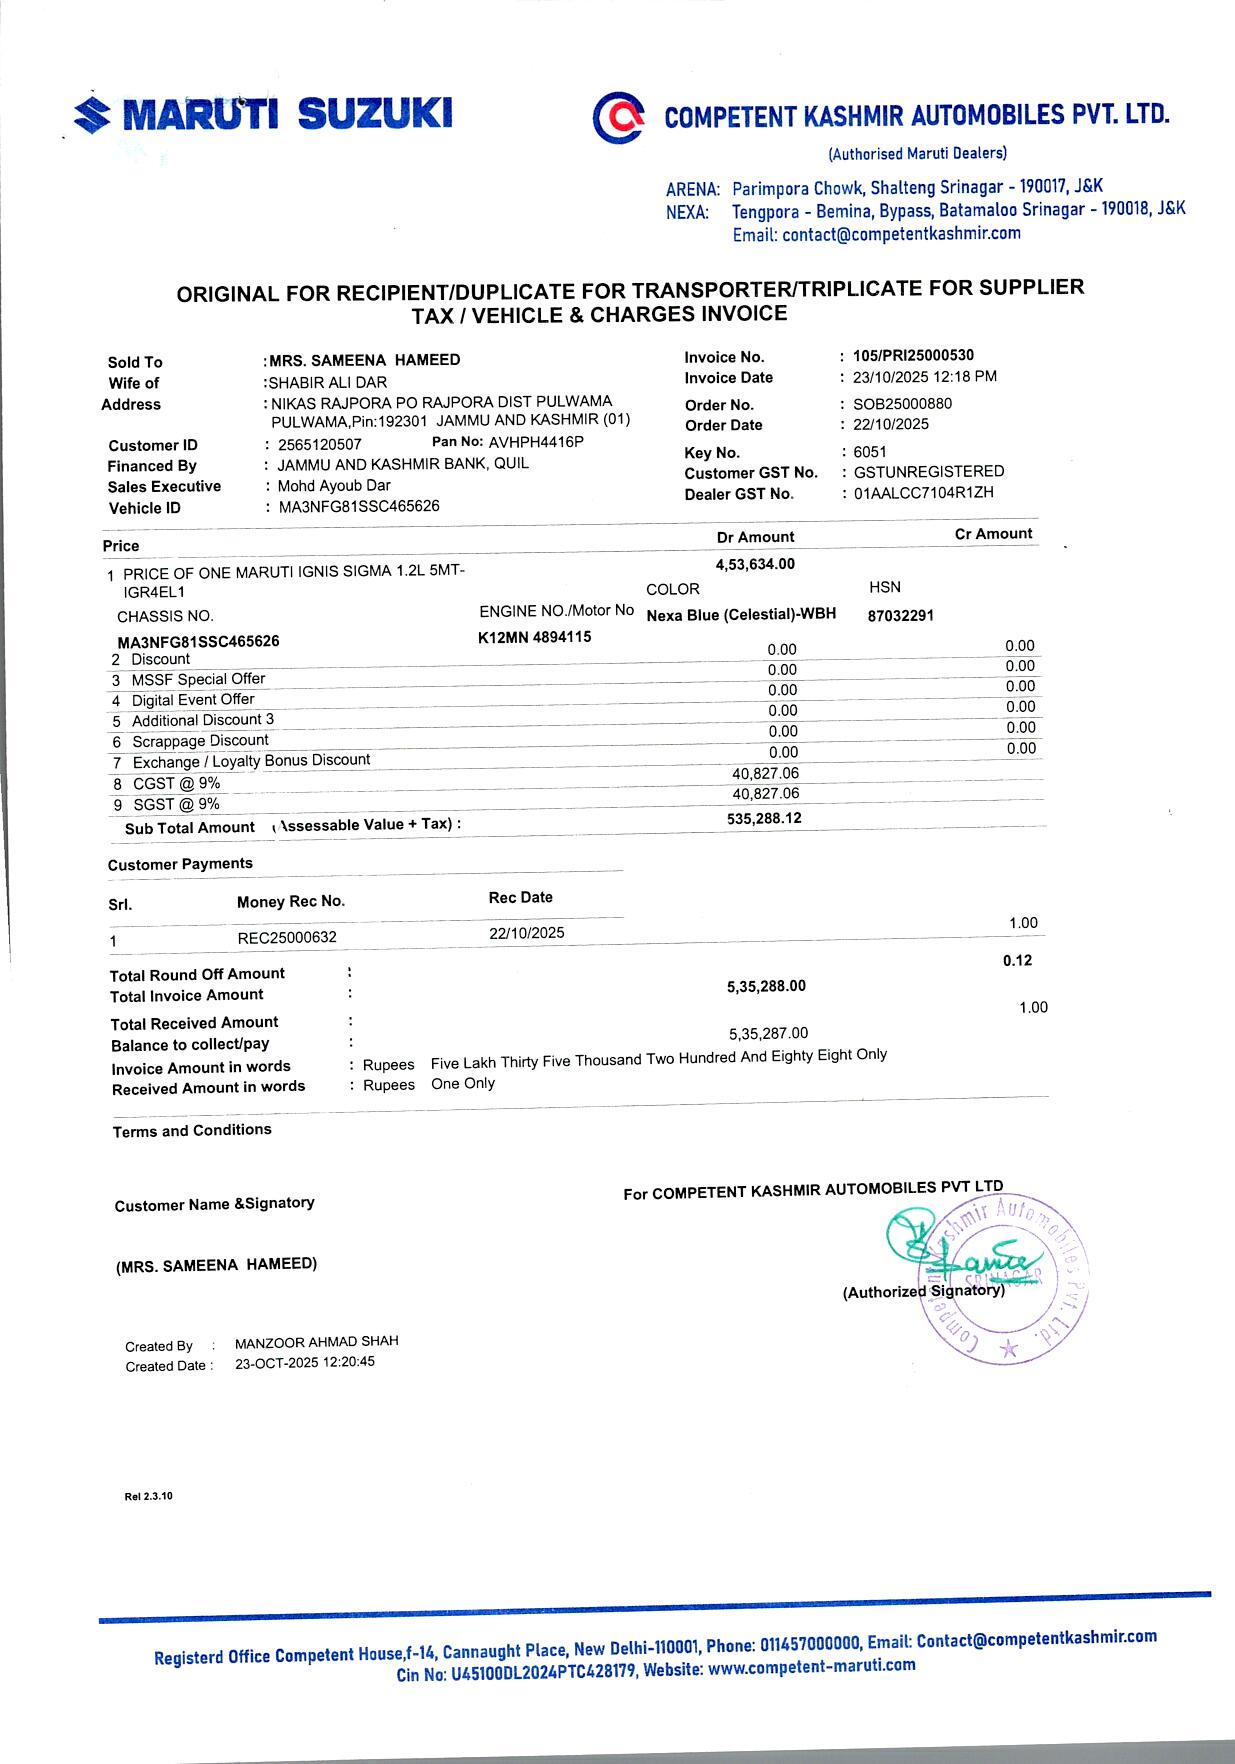 MARUTI SUZUKI
COMPETENT KASHMIR AUTOMOBILES PVT. LTD.
(Authorised Maruti Dealers)
ARENA: Parimpora Chowk, Shalteng Srinagar - 190017, J&K
NEXA: Tengpora - Bemina, Bypass, Batamaloo Srinagar - 190018, J&K
Email: contact@competentkashmir.com
ORIGINAL FOR RECIPIENT/DUPLICATE FOR TRANSPORTER/TRIPLICATE FOR SUPPLIER
TAX / VEHICLE & CHARGES INVOICE
Sold To :MRS. SAMEENA HAMEED
Wife of :SHABIR ALI DAR
Address : NIKAS RAJPORA PO RAJPORA DIST PULWAMA
PULWAMA,Pin:192301 JAMMU AND KASHMIR (01)
Customer ID : 2565120507 Pan No: AVHPH4416P
Financed By : JAMMU AND KASHMIR BANK, QUIL
Sales Executive : Mohd Ayoub Dar
Vehicle ID : MA3NFG81SSC465626
Invoice No. : 105/PRI25000530
Invoice Date : 23/10/2025 12:18 PM
Order No. : SOB25000880
Order Date : 22/10/2025
Key No. : 6051
Customer GST No. : GSTUNREGISTERED
Dealer GST No. : 01AALCC7104R1ZH
Price Dr Amount Cr Amount
1 PRICE OF ONE MARUTI IGNIS SIGMA 1.2L 5MT- 4,53,634.00
IGR4EL1 COLOR HSN
CHASSIS NO. ENGINE NO./Motor No Nexa Blue (Celestial)-WBH 87032291
MA3NFG81SSC465626 K12MN 4894115
2 Discount 0.00 0.00
3 MSSF Special Offer 0.00 0.00
4 Digital Event Offer 0.00 0.00
5 Additional Discount 3 0.00 0.00
6 Scrappage Discount 0.00 0.00
7 Exchange / Loyalty Bonus Discount 0.00 0.00
8 CGST @ 9% 40,827.06
9 SGST @ 9% 40,827.06
Sub Total Amount (Assessable Value + Tax) : 535,288.12
Customer Payments
Srl. Money Rec No. Rec Date
1 REC25000632 22/10/2025 1.00
Total Round Off Amount : 0.12
Total Invoice Amount : 5,35,288.00
Total Received Amount : 1.00
Balance to collect/pay : 5,35,287.00
Invoice Amount in words : Rupees Five Lakh Thirty Five Thousand Two Hundred And Eighty Eight Only
Received Amount in words : Rupees One Only
Terms and Conditions
Customer Name &Signatory
For COMPETENT KASHMIR AUTOMOBILES PVT LTD
(MRS. SAMEENA HAMEED)
Competent Kashmir Automobiles Pvt. Ltd.
SRINAGAR
(Authorized Signatory)
Created By : MANZOOR AHMAD SHAH
Created Date : 23-OCT-2025 12:20:45
Rel 2.3.10
Registerd Office Competent House,f-14, Cannaught Place, New Delhi-110001, Phone: 011457000000, Email: Contact@competentkashmir.com
Cin No: U45100DL2024PTC428179, Website: www.competent-maruti.com